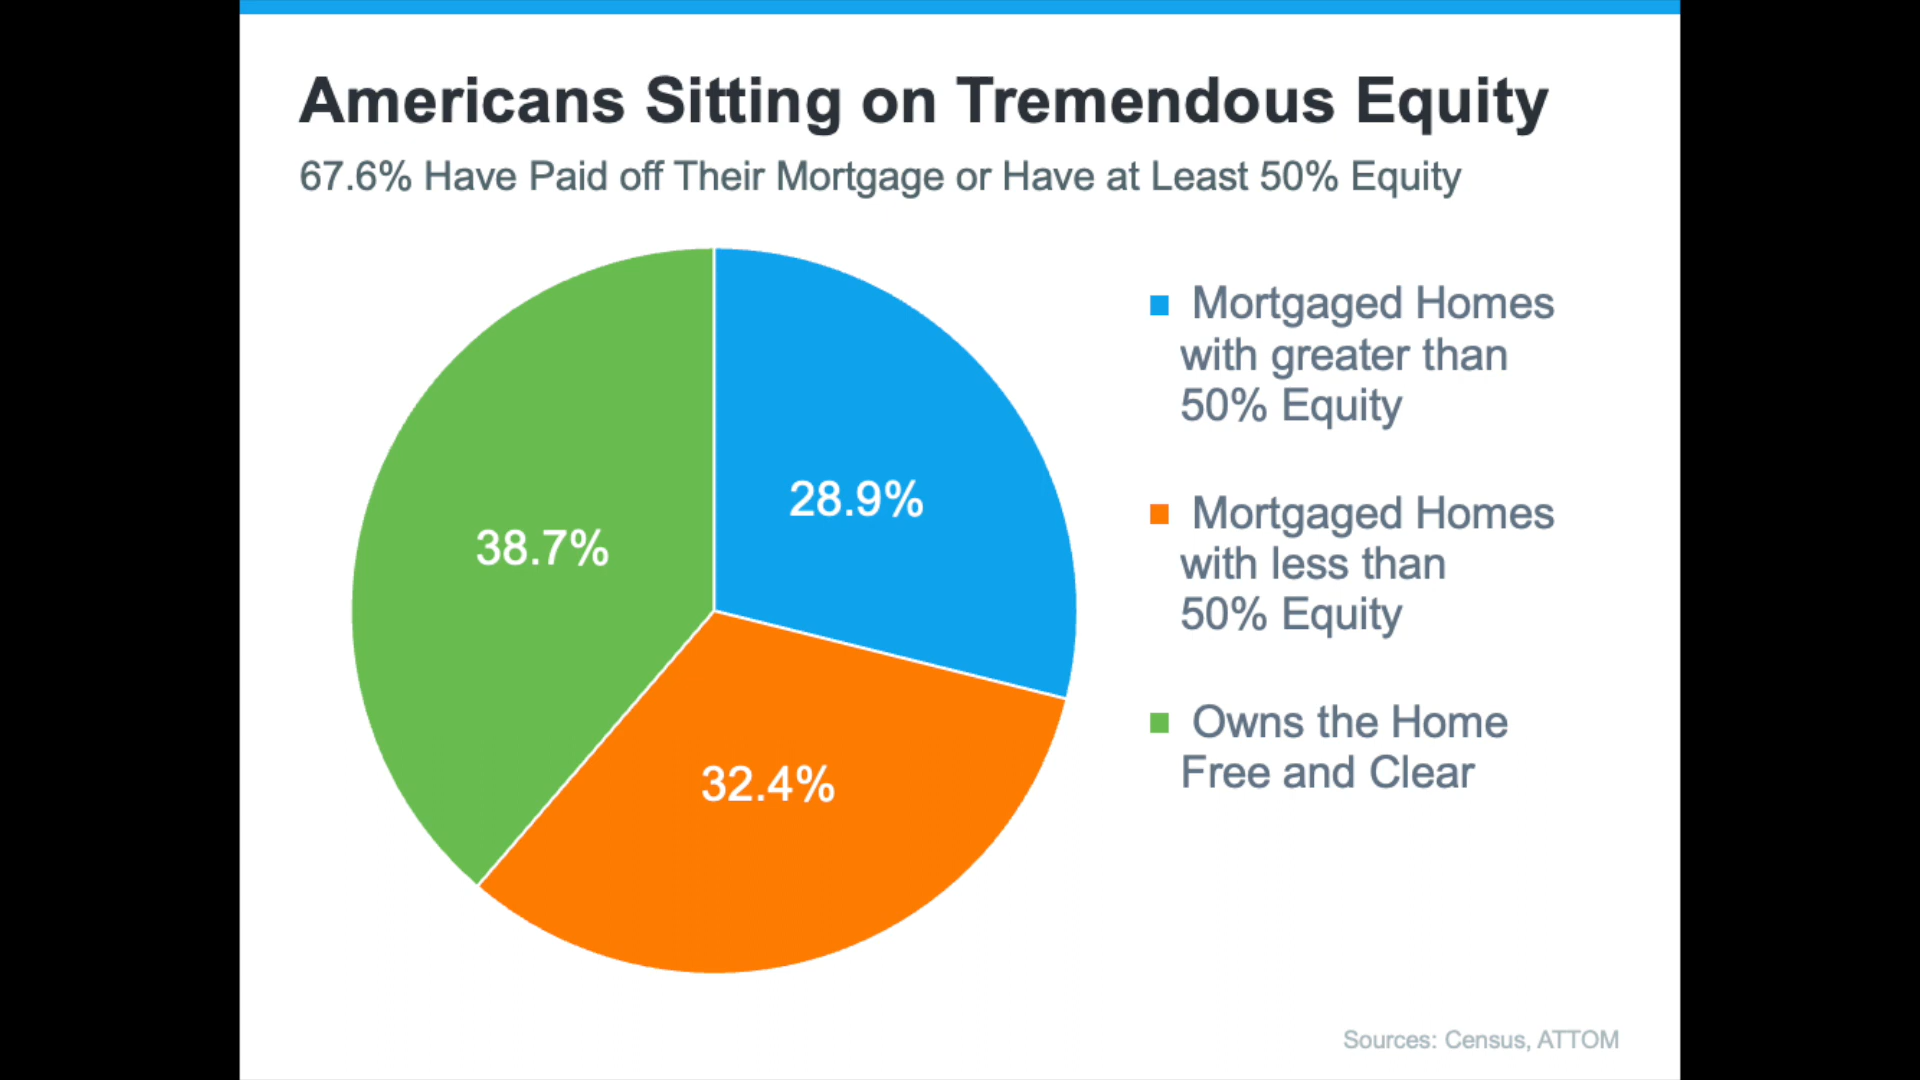 Americans Sitting on Tremendous Equity
67.6% Have Paid off Their Mortgage or Have at Least 50% Equity
28.9%
38.7%
32.4%
Mortgaged Homes
with greater than
50% Equity
Mortgaged Homes
with less than
50% Equity
Owns the Home
Free and Clear
Sources: Census, ATTOM